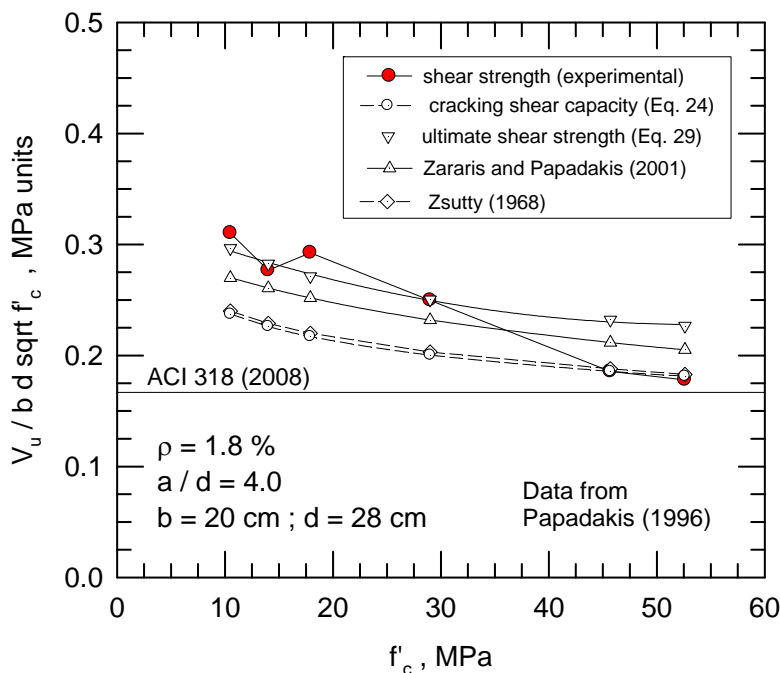 0.5
0.4
0.3
0.2
0.1
0.0
V_u / b d sqrt f'_c , MPa units
shear strength (experimental)
cracking shear capacity (Eq. 24)
ultimate shear strength (Eq. 29)
Zararis and Papadakis (2001)
Zsutty (1968)
ACI 318 (2008)
ρ = 1.8 %
a / d = 4.0
b = 20 cm ; d = 28 cm
Data from
Papadakis (1996)
0 10 20 30 40 50 60
f'_c , MPa